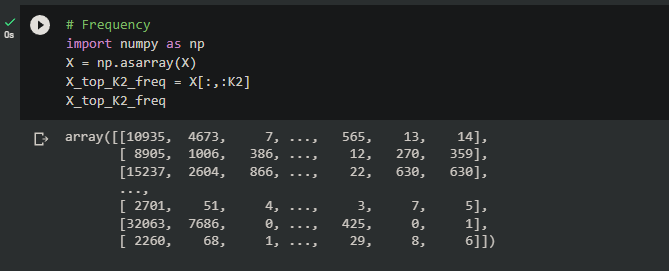 # Frequency
0s
import numpy as np
X = np.asarray(X)
X_top_K2_freq = X[:,:K2]
X_top_K2_freq
array([[10935,  4673,     7, ...,   565,    13,    14],
       [ 8905,  1006,   386, ...,    12,   270,   359],
       [15237,  2604,   866, ...,    22,   630,   630],
       ...,
       [ 2701,    51,     4, ...,     3,     7,     5],
       [32063,  7686,     0, ...,   425,     0,     1],
       [ 2260,    68,     1, ...,    29,     8,     6]])